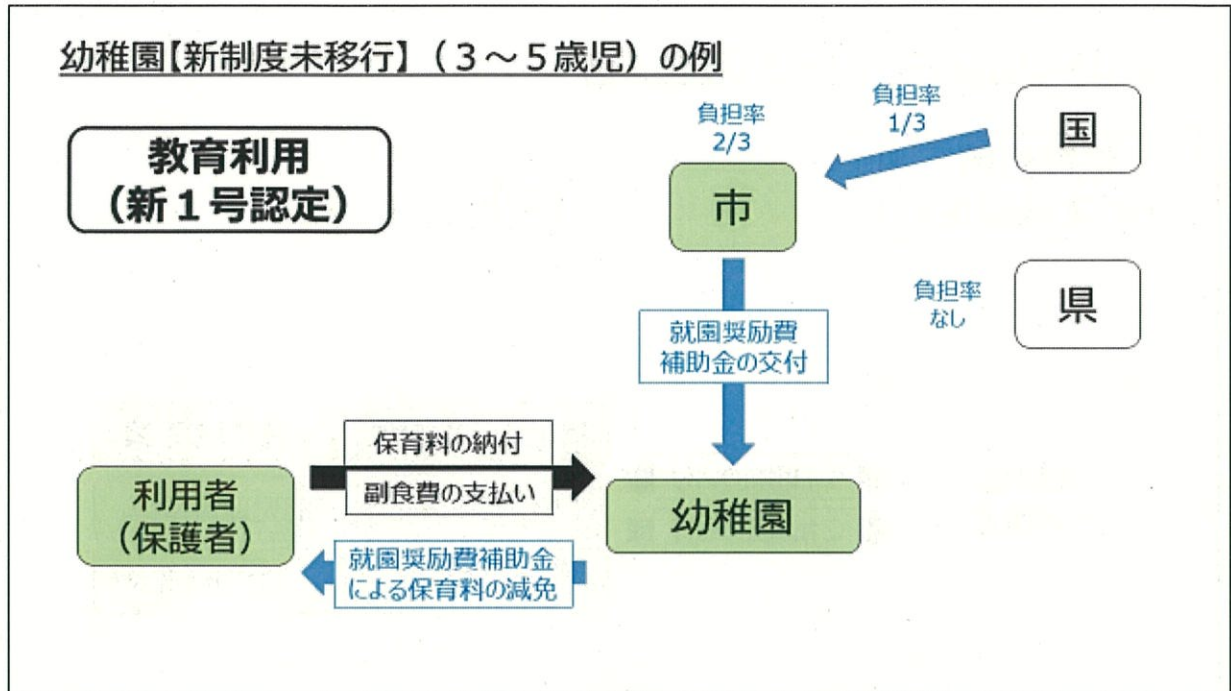 幼稚園【新制度未移行】（３～５歳児）の例
教育利用
（新１号認定）
負担率
2/3
負担率
1/3
国
市
負担率
なし
県
就園奨励費
補助金の交付
保育料の納付
副食費の支払い
利用者
（保護者）
幼稚園
就園奨励費補助金
による保育料の減免